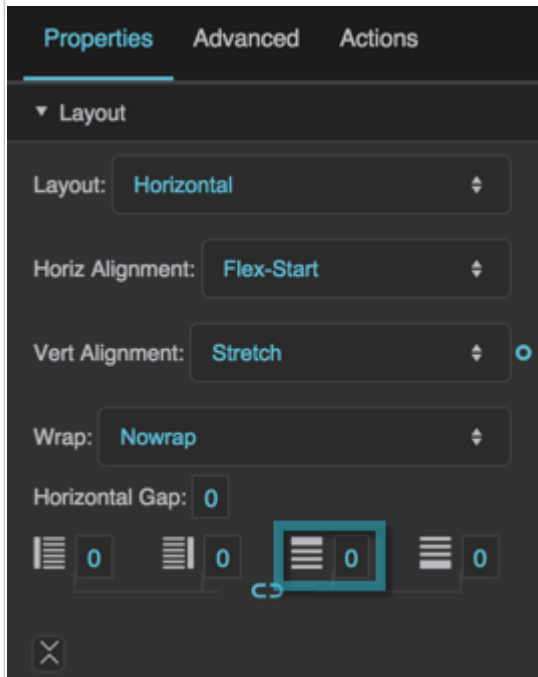 Properties Advanced Actions
Layout
Layout: Horizontal
Horiz Alignment: Flex-Start
Vert Alignment: Stretch
Wrap: Nowrap
Horizontal Gap: 0
0 0 0 0